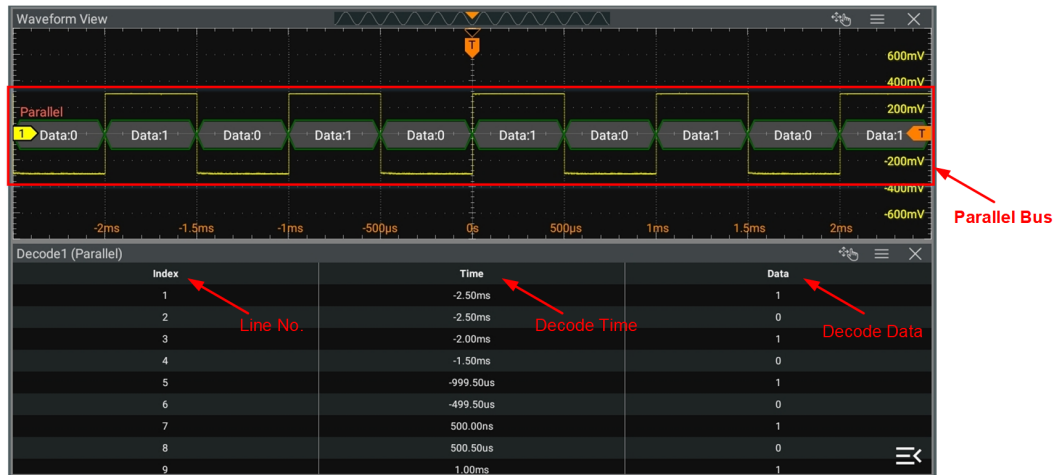 Waveform View
T
600mV
400mV
Parallel
200mV
1 Data:0 Data:1 Data:0 Data:1 Data:0 Data:1 Data:0 Data:1 Data:0 Data:1 T
-200mV
-400mV
-600mV
-2ms -1.5ms -1ms -500µs 0s 500µs 1ms 1.5ms 2ms
Parallel Bus
Decode1 (Parallel)
Index Time Data
1 -2.50ms 1
2 -2.50ms 0
Line No. Decode Time Decode Data
3 -2.00ms 1
4 -1.50ms 0
5 -999.50us 1
6 -499.50us 0
7 500.00ns 1
8 500.50us 0
9 1.00ms 1